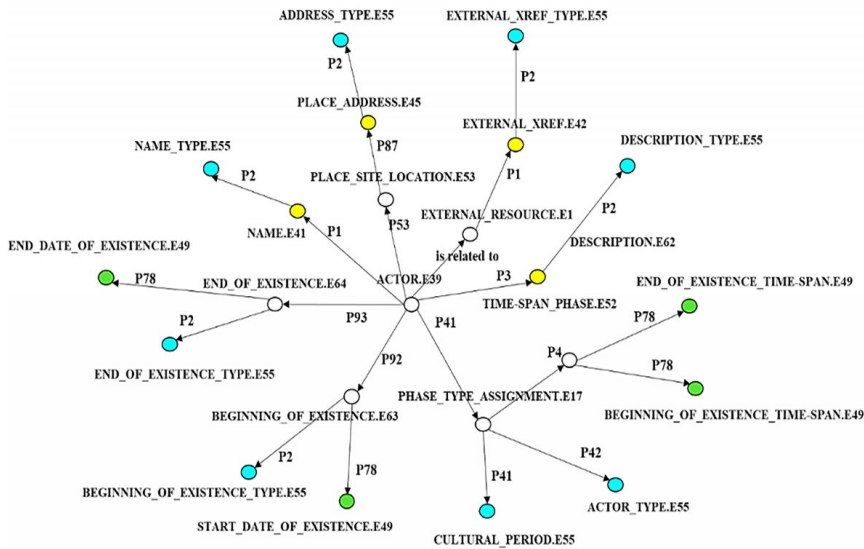 ADDRESS_TYPE.E55
EXTERNAL_XREF_TYPE.E55
P2
P2
PLACE_ADDRESS.E45
EXTERNAL_XREF.E42
NAME_TYPE.E55
P87
DESCRIPTION_TYPE.E55
P2
PLACE_SITE_LOCATION.E53
P1
P2
P53
EXTERNAL_RESOURCE.E1
NAME.E41
P1
DESCRIPTION.E62
END_DATE_OF_EXISTENCE.E49
is related to
P78
END_OF_EXISTENCE.E64
ACTOR.E39
P3
END_OF_EXISTENCE_TIME-SPAN.E49
TIME-SPAN_PHASE.E52
P2
P93
P41
P78
P4
P92
P78
END_OF_EXISTENCE_TYPE.E55
PHASE_TYPE_ASSIGNMENT.E17
BEGINNING_OF_EXISTENCE.E63
BEGINNING_OF_EXISTENCE_TIME-SPAN.E49
P2
P78
P41
P42
BEGINNING_OF_EXISTENCE_TYPE.E55
ACTOR_TYPE.E55
START_DATE_OF_EXISTENCE.E49
CULTURAL_PERIOD.E55